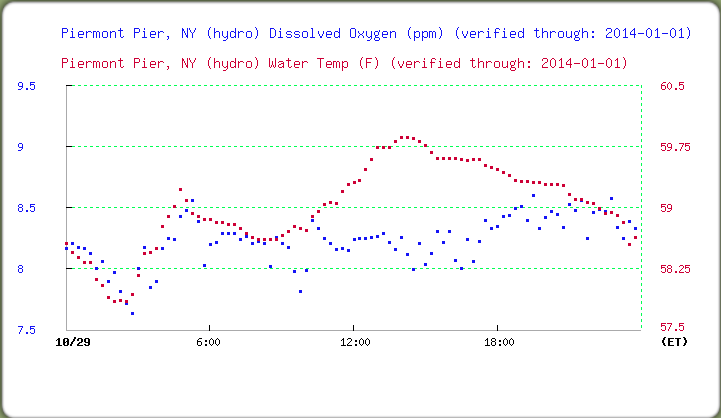 Piermont Pier, NY (hydro) Dissolved Oxygen (ppm) (verified through: 2014-01-01)
Piermont Pier, NY (hydro) Water Temp (F) (verified through: 2014-01-01)
9.5 60.5
9 59.75
8.5 59
8 58.25
7.5 57.5
10/29 6:00 12:00 18:00 (ET)